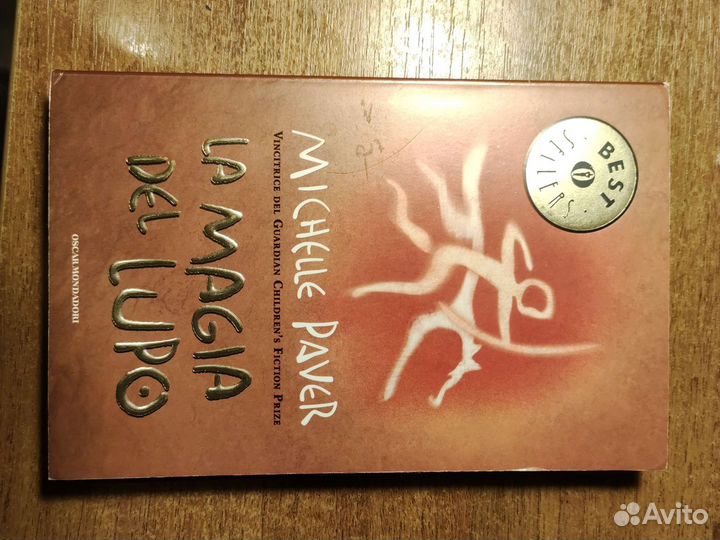 BEST
SELLERS
MICHELLE PAVER
VINCITRICE DEL GUARDIAN CHILDREN'S FICTION PRIZE
LA MAGIA
DEL LUPO
OSCAR MONDADORI
Avito